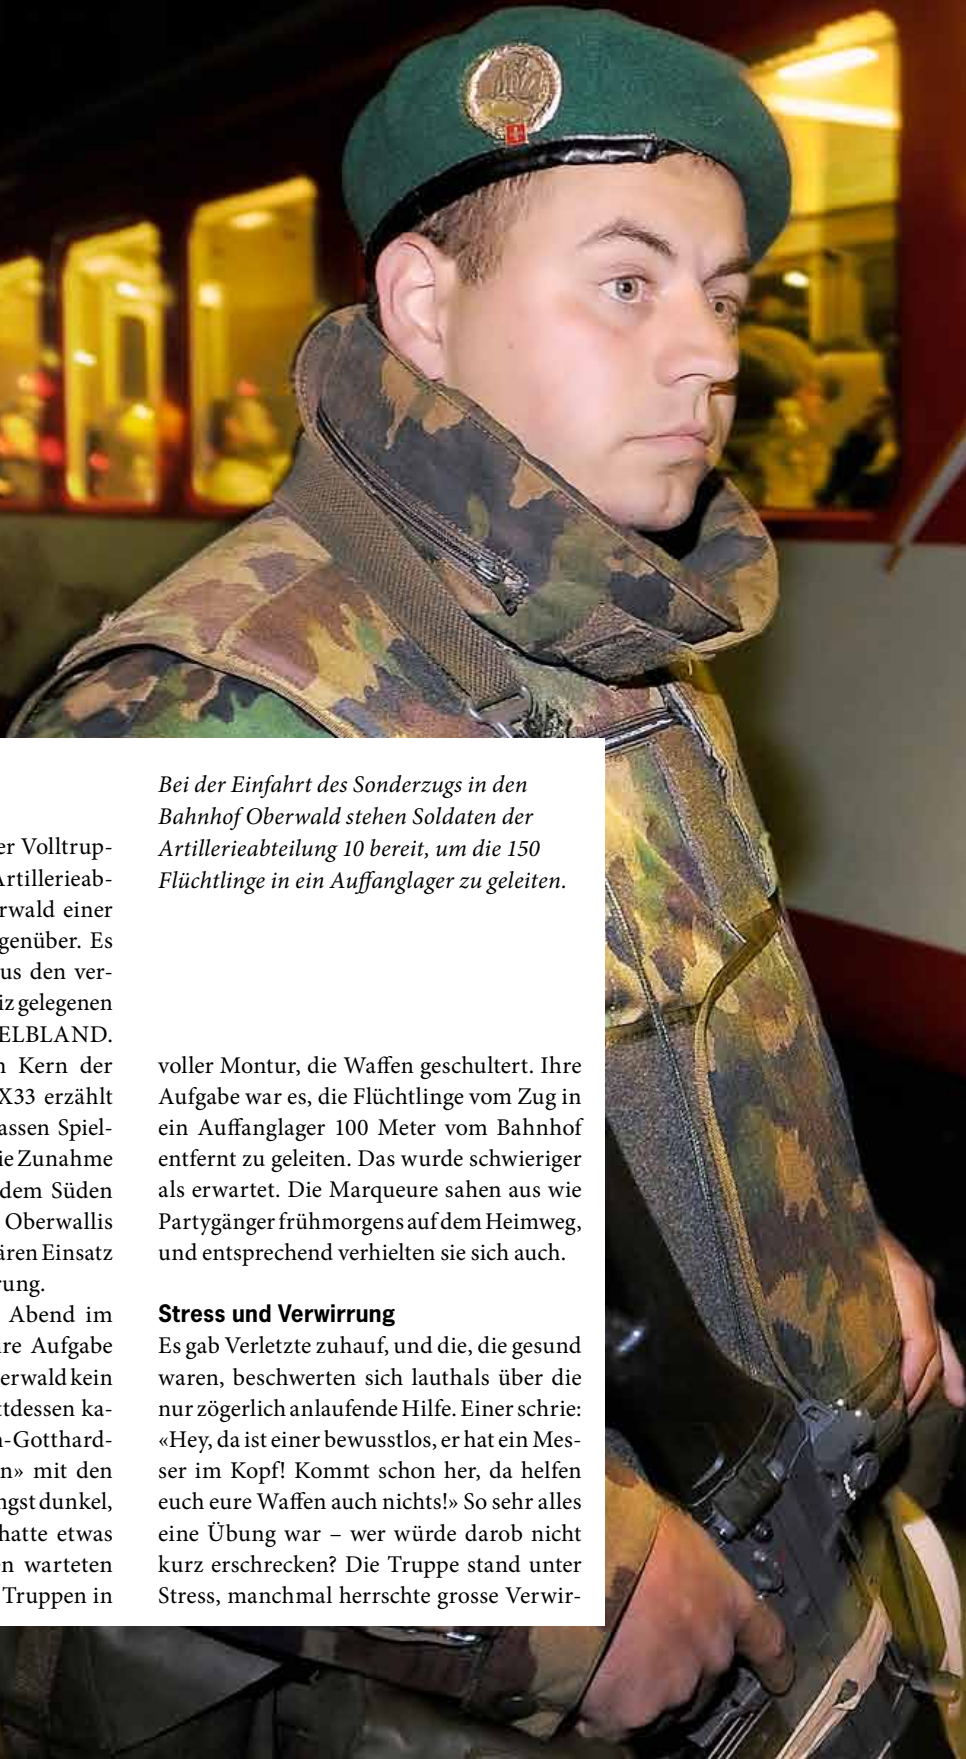 er Volltrup-
Artillerieab-
rwald einer
genüber. Es
us den ver-
iz gelegenen
ELBLAND.
n Kern der
X33 erzählt
assen Spiel-
ie Zunahme
dem Süden
Oberwallis
ären Einsatz
rung.
Abend im
re Aufgabe
erwald kein
ttdessen ka-
n-Gotthard-
n» mit den
ngst dunkel,
hatte etwas
n warteten
Truppen in
Bei der Einfahrt des Sonderzugs in den
Bahnhof Oberwald stehen Soldaten der
Artillerieabteilung 10 bereit, um die 150
Flüchtlinge in ein Auffanglager zu geleiten.
voller Montur, die Waffen geschultert. Ihre
Aufgabe war es, die Flüchtlinge vom Zug in
ein Auffanglager 100 Meter vom Bahnhof
entfernt zu geleiten. Das wurde schwieriger
als erwartet. Die Marqueure sahen aus wie
Partygänger frühmorgens auf dem Heimweg,
und entsprechend verhielten sie sich auch.
Stress und Verwirrung
Es gab Verletzte zuhauf, und die, die gesund
waren, beschwerten sich lauthals über die
nur zögerlich anlaufende Hilfe. Einer schrie:
«Hey, da ist einer bewusstlos, er hat ein Mes-
ser im Kopf! Kommt schon her, da helfen
euch eure Waffen auch nichts!» So sehr alles
eine Übung war – wer würde darob nicht
kurz erschrecken? Die Truppe stand unter
Stress, manchmal herrschte grosse Verwir-